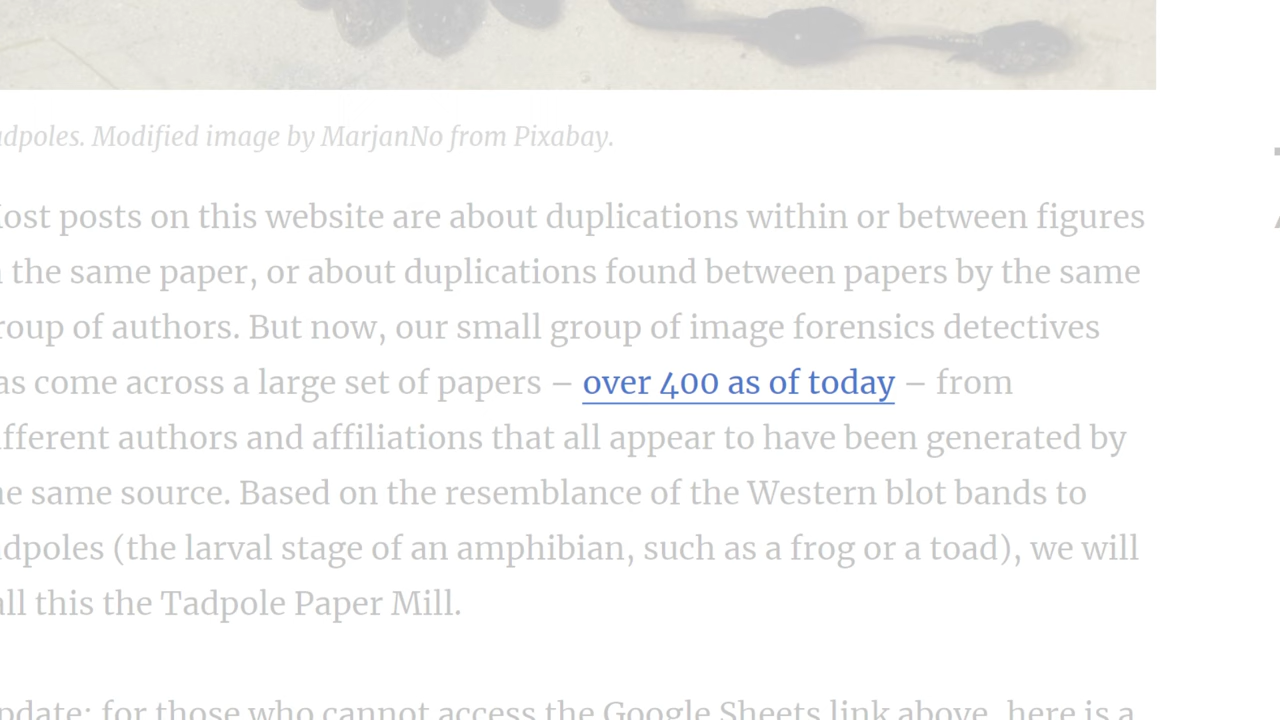 adpoles. Modified image by MarjanNo from Pixabay.
ost posts on this website are about duplications within or between figures
the same paper, or about duplications found between papers by the same
roup of authors. But now, our small group of image forensics detectives
as come across a large set of papers – over 400 as of today – from
ifferent authors and affiliations that all appear to have been generated by
he same source. Based on the resemblance of the Western blot bands to
adpoles (the larval stage of an amphibian, such as a frog or a toad), we will
all this the Tadpole Paper Mill.
pdate: for those who cannot access the Google Sheets link above, here is a